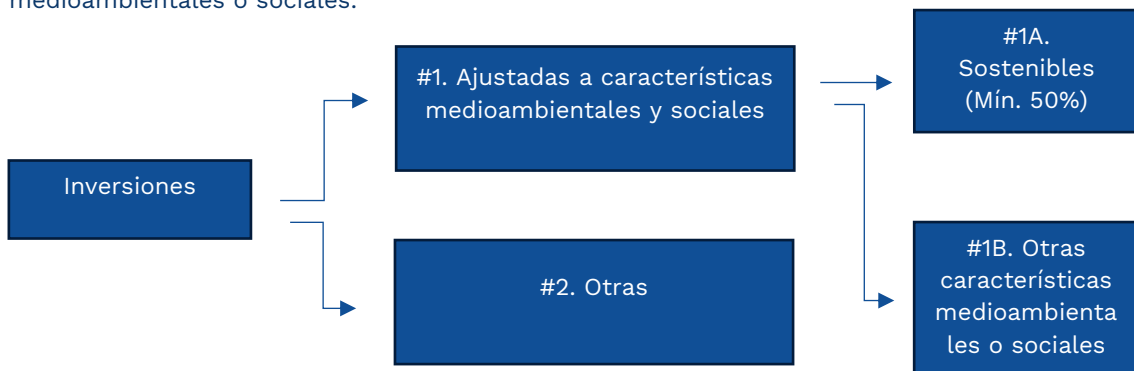 medioambientales o sociales.
#1. Ajustadas a características
medioambientales y sociales
#1A.
Sostenibles
(Mín. 50%)
Inversiones
#2. Otras
#1B. Otras
características
medioambienta
les o sociales